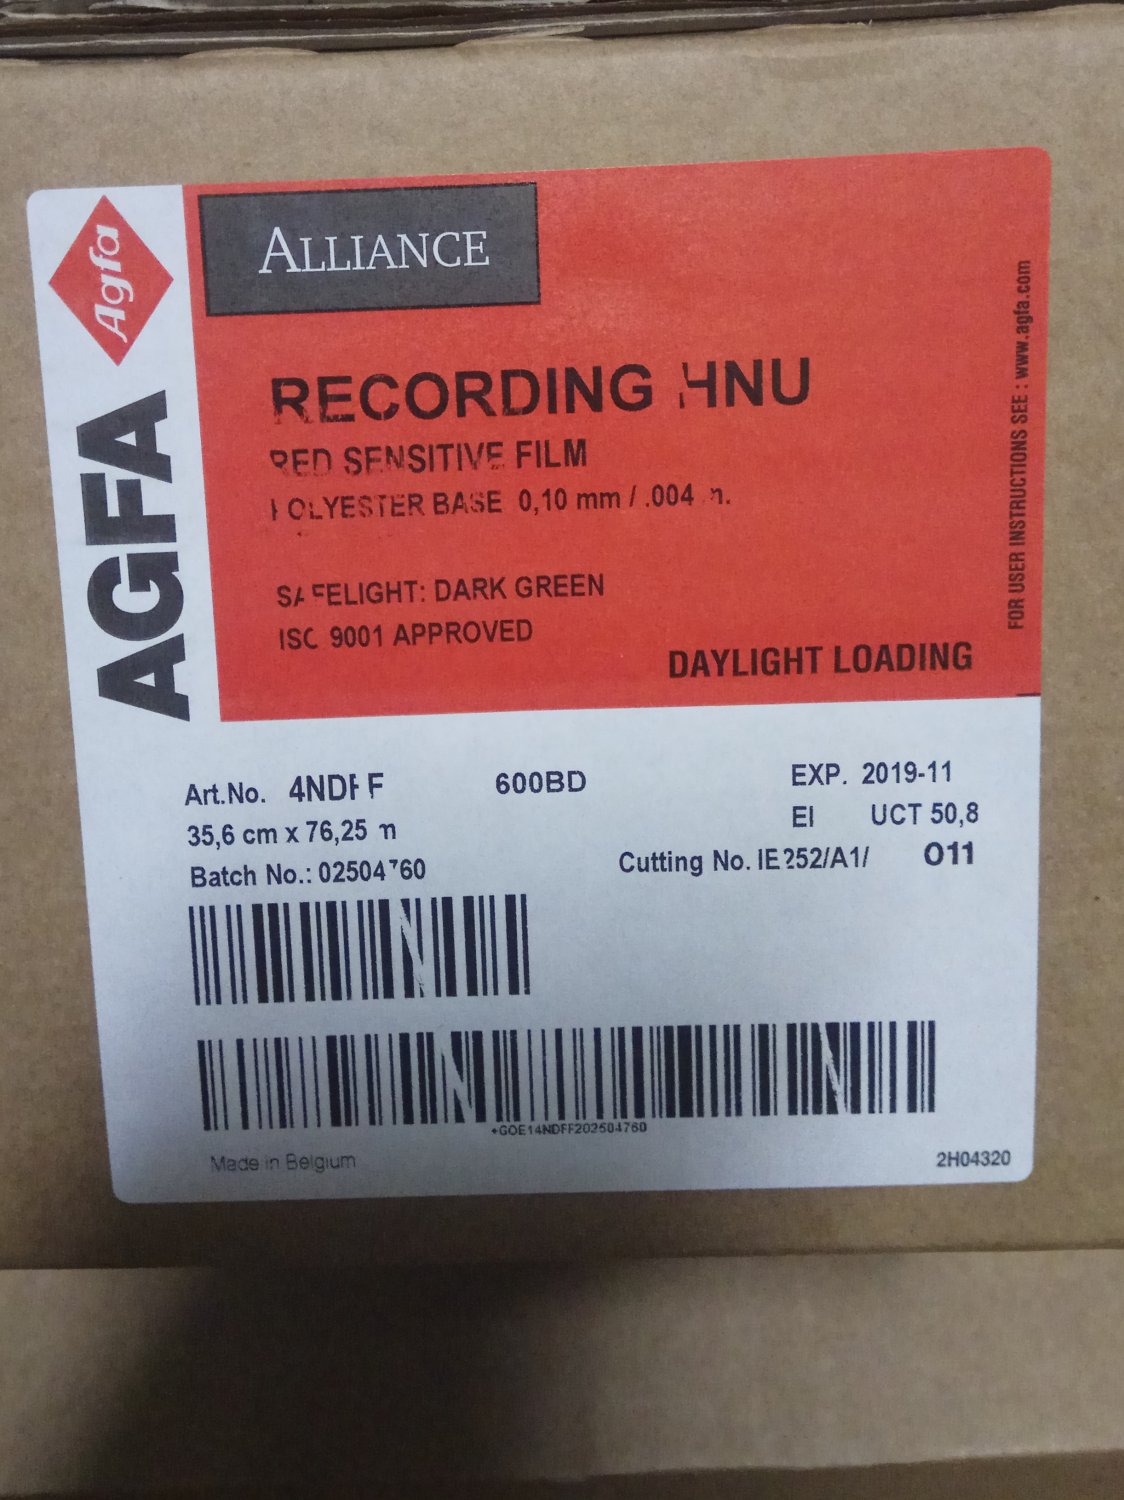 Agfa
AGFA
ALLIANCE
RECORDING HNU
RED SENSITIVE FILM
POLYESTER BASE 0,10 mm / .004 in.
SAFELIGHT: DARK GREEN
ISO 9001 APPROVED
DAYLIGHT LOADING
FOR USER INSTRUCTIONS SEE : www.agfa.com
Art.No. 4NDFF 600BD EXP. 2019-11
35,6 cm x 76,25 m EI UCT 50,8
Batch No.: 02504760 Cutting No. IE252/A1/ O11
+GOE14NDFF202504760
Made in Belgium 2H04320